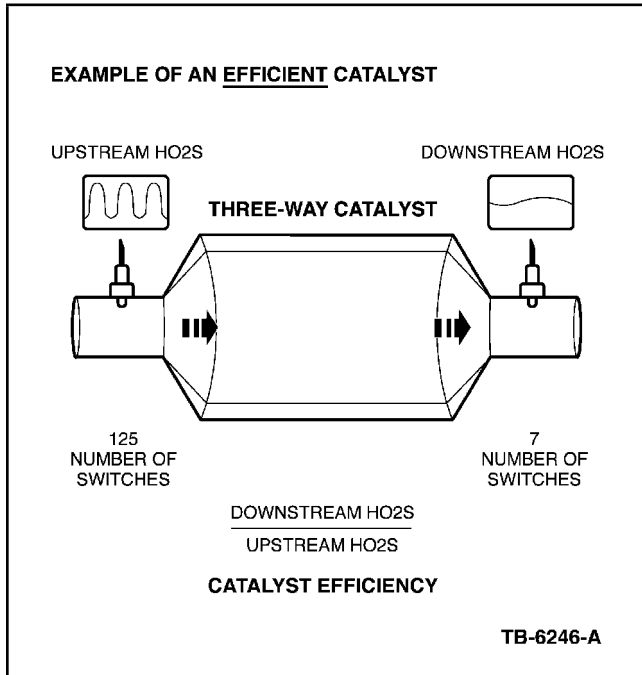 EXAMPLE OF AN EFFICIENT CATALYST
UPSTREAM HO2S
DOWNSTREAM HO2S
THREE-WAY CATALYST
125
NUMBER OF
SWITCHES
7
NUMBER OF
SWITCHES
DOWNSTREAM HO2S
UPSTREAM HO2S
CATALYST EFFICIENCY
TB-6246-A